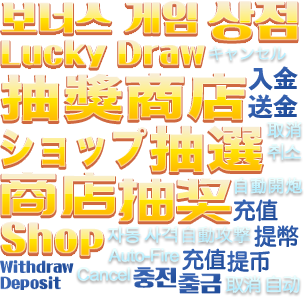 보너스 게임 상점
Lucky Draw キャンセル
抽獎商店 入金
送金
ショップ抽選 取消
취소
商店抽奖 自動開炮
充值
Shop 자동 사격 自動攻擊 提幣
Auto-Fire 充值提币
Withdraw
Deposit Cancel 충전출금 取消 自动